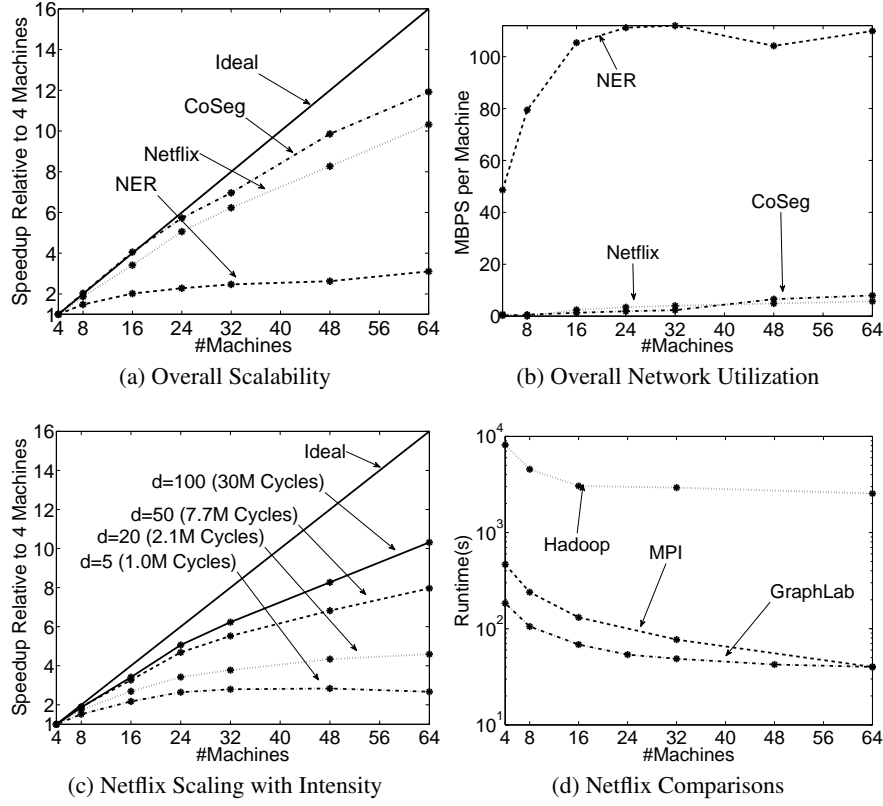 16
14
12
10
8
6
4
2
1
Speedup Relative to 4 Machines
Ideal
CoSeg
Netflix
NER
4 8 16 24 32 40 48 56 64
#Machines
(a) Overall Scalability
100
80
60
40
20
0
MBPS per Machine
NER
CoSeg
Netflix
8 16 24 32 40 48 56 64
#Machines
(b) Overall Network Utilization
16
14
12
10
8
6
4
2
1
Speedup Relative to 4 Machines
Ideal
d=100 (30M Cycles)
d=50 (7.7M Cycles)
d=20 (2.1M Cycles)
d=5 (1.0M Cycles)
4 8 16 24 32 40 48 56 64
#Machines
(c) Netflix Scaling with Intensity
10^4
10^3
10^2
10^1
Runtime(s)
Hadoop
MPI
GraphLab
4 8 16 24 32 40 48 56 64
#Machines
(d) Netflix Comparisons